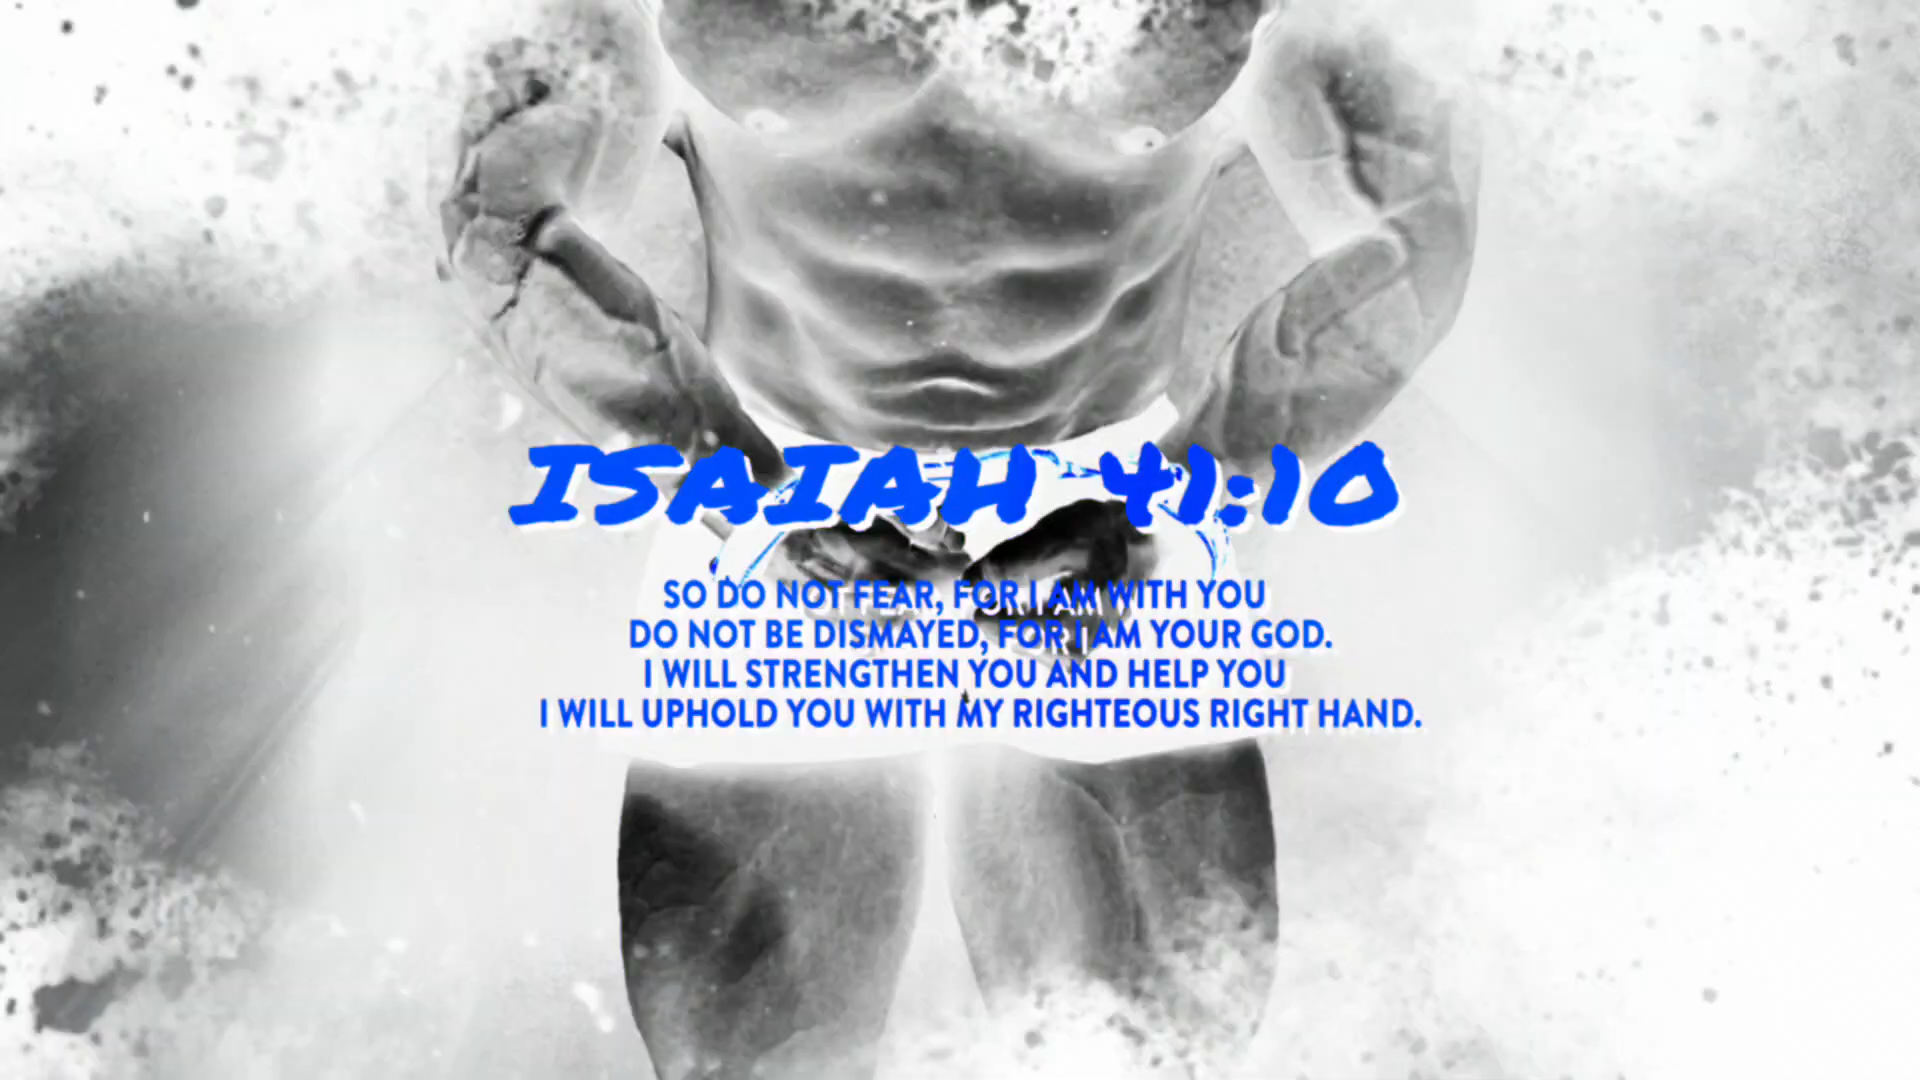 ISAIAH 41:10
SO DO NOT FEAR, FOR I AM WITH YOU
DO NOT BE DISMAYED, FOR I AM YOUR GOD.
I WILL STRENGTHEN YOU AND HELP YOU
I WILL UPHOLD YOU WITH MY RIGHTEOUS RIGHT HAND.